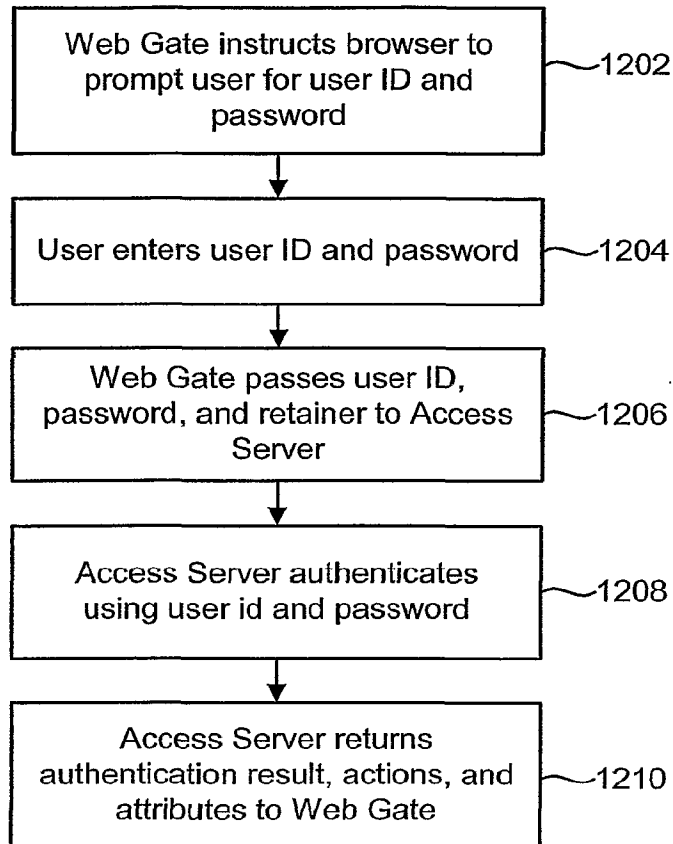 Web Gate instructs browser to
prompt user for user ID and
password
1202
User enters user ID and password
1204
Web Gate passes user ID,
password, and retainer to Access
Server
1206
Access Server authenticates
using user id and password
1208
Access Server returns
authentication result, actions, and
attributes to Web Gate
1210